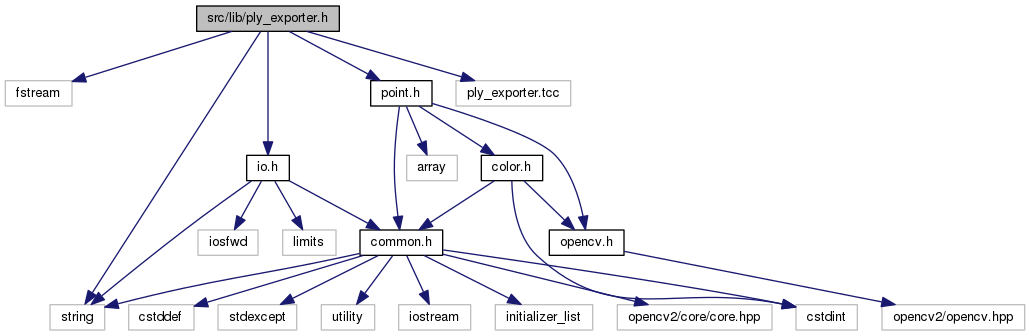 src/lib/ply_exporter.h
fstream
point.h
ply_exporter.tcc
io.h
array
color.h
iosfwd
limits
common.h
opencv.h
string
cstddef
stdexcept
utility
iostream
initializer_list
opencv2/core/core.hpp
cstdint
opencv2/opencv.hpp